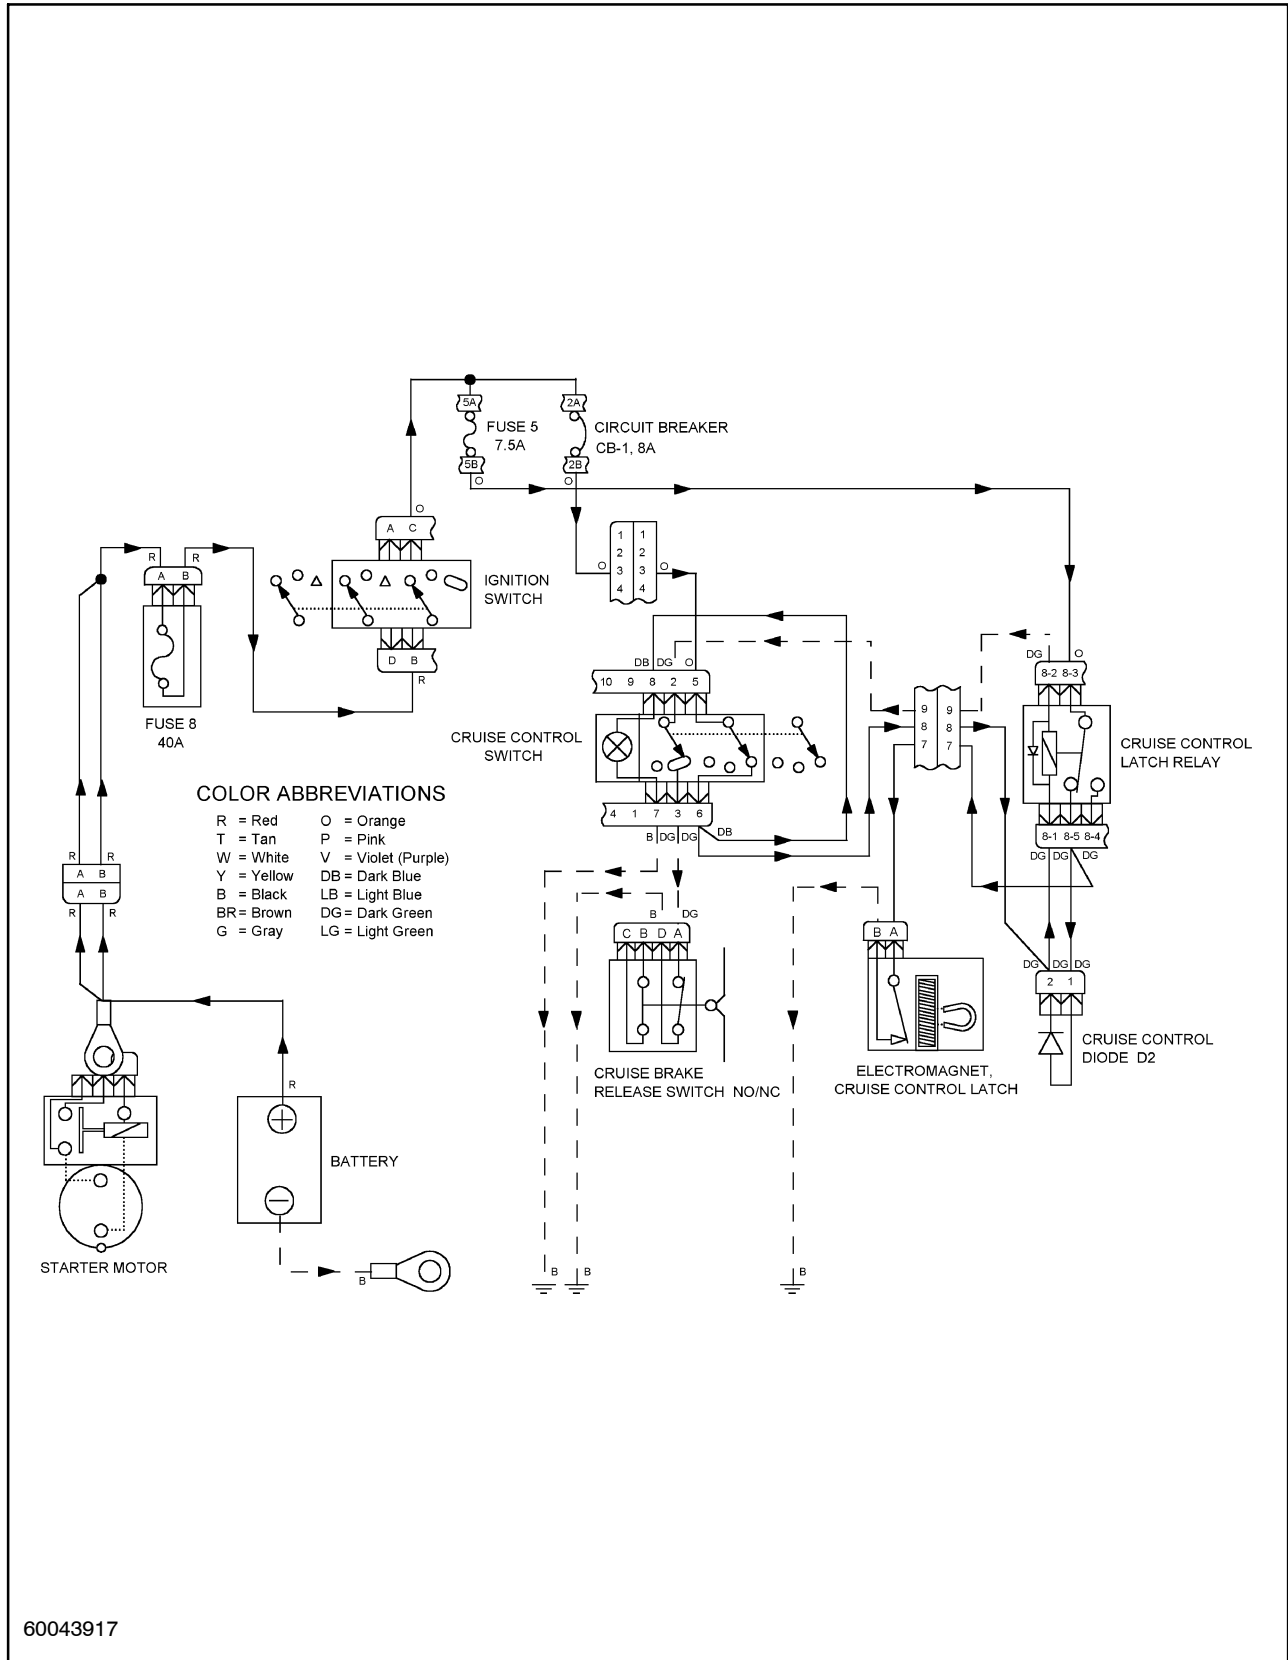 5A
2A
FUSE 5
7.5A
CIRCUIT BREAKER
CB-1, 8A
5B
2B
O
O
O
A C
R R
A B
IGNITION
SWITCH
D B
R
FUSE 8
40A
1 1
2 2
3 3
4 4
O O
DB DG O
10 9 8 2 5
CRUISE CONTROL
SWITCH
4 1 7 3 6
B DG DG DB
9 9
8 8
7 7
DG O
8-2 8-3
CRUISE CONTROL
LATCH RELAY
8-1 8-5 8-4
DG DG DG
COLOR ABBREVIATIONS
R = Red O = Orange
T = Tan P = Pink
W = White V = Violet (Purple)
Y = Yellow DB = Dark Blue
B = Black LB = Light Blue
BR = Brown DG = Dark Green
G = Gray LG = Light Green
R R
A B
A B
R R
B DG
C B D A
CRUISE BRAKE
RELEASE SWITCH NO/NC
B A
ELECTROMAGNET,
CRUISE CONTROL LATCH
DG DG DG
2 1
CRUISE CONTROL
DIODE D2
R
BATTERY
STARTER MOTOR
B
B B B
60043917